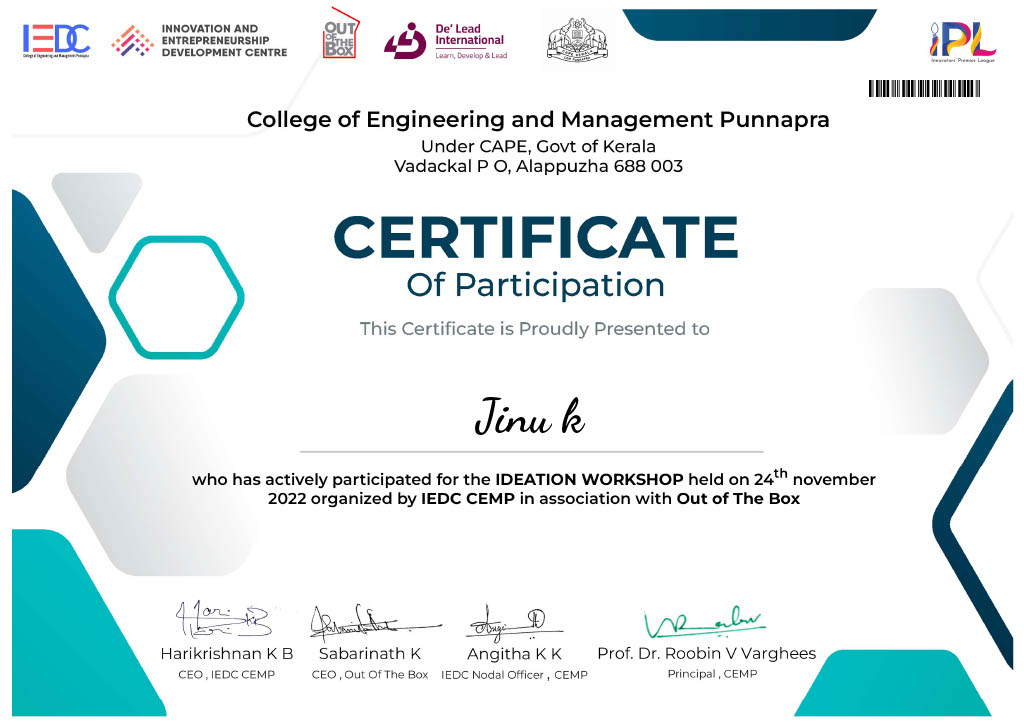 IEDC
College of Engineering and Management Punnapra
INNOVATION AND
ENTREPRENEURSHIP
DEVELOPMENT CENTRE
OUT
OF THE
BOX
De' Lead
International
Learn, Develop & Lead
IPL
Innovators' Premier League
College of Engineering and Management Punnapra
Under CAPE, Govt of Kerala
Vadackal P O, Alappuzha 688 003
CERTIFICATE
Of Participation
This Certificate is Proudly Presented to
Jinu k
who has actively participated for the IDEATION WORKSHOP held on 24th november
2022 organized by IEDC CEMP in association with Out of The Box
Harikrishnan K B
CEO , IEDC CEMP
Sabarinath K
CEO , Out Of The Box
Angitha K K
IEDC Nodal Officer , CEMP
Prof. Dr. Roobin V Varghees
Principal , CEMP